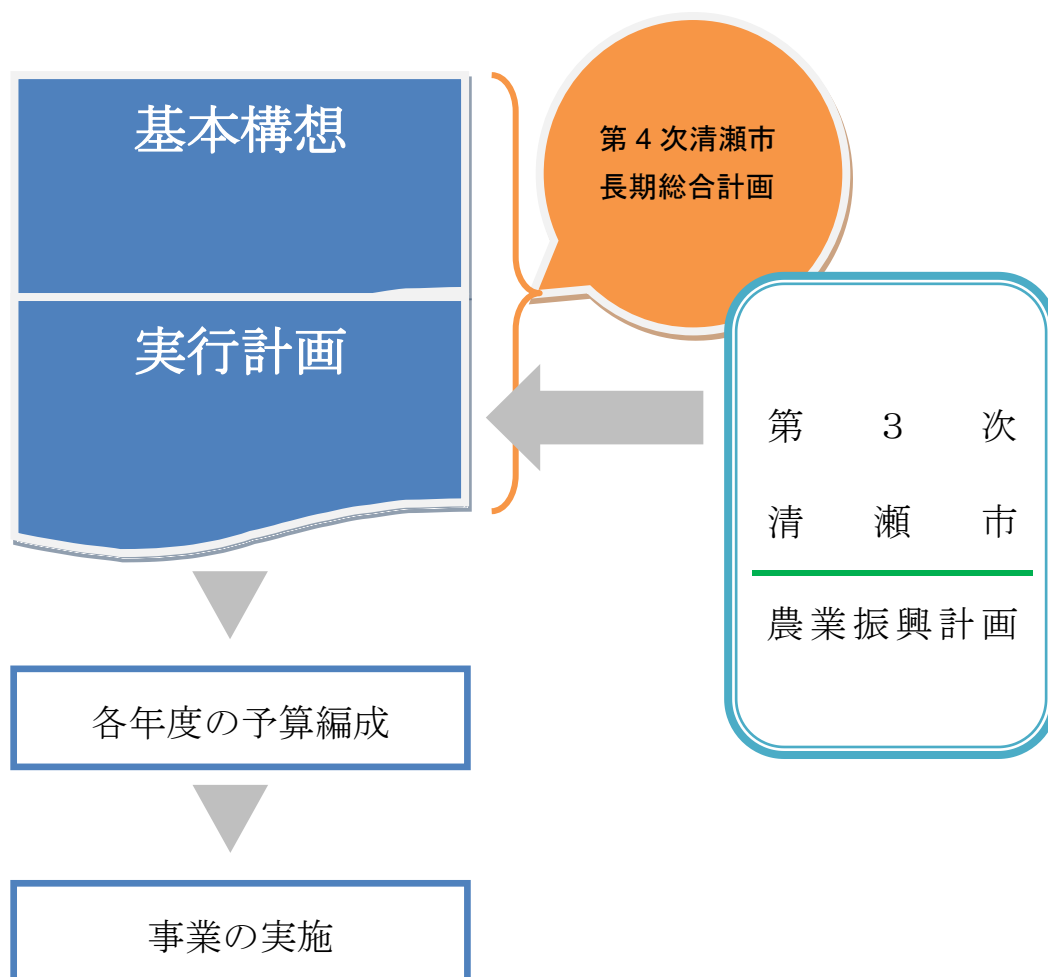 基本構想
第4次清瀬市
長期総合計画
実行計画
第3次
清瀬市
農業振興計画
各年度の予算編成
事業の実施